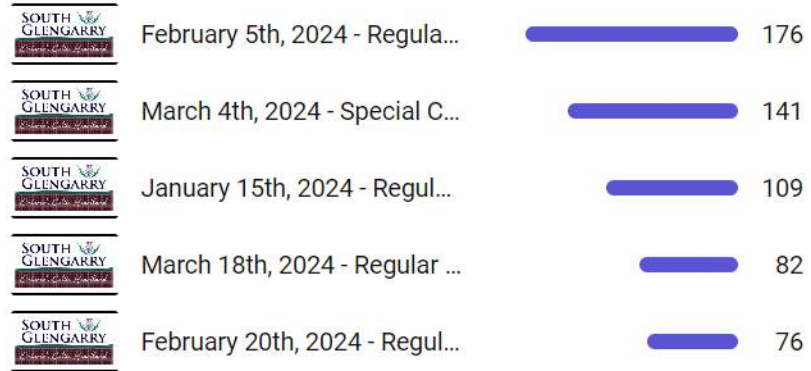 SOUTH
GLENGARRY
February 5th, 2024 - Regula...
176
SOUTH
GLENGARRY
March 4th, 2024 - Special C...
141
SOUTH
GLENGARRY
January 15th, 2024 - Regul...
109
SOUTH
GLENGARRY
March 18th, 2024 - Regular ...
82
SOUTH
GLENGARRY
February 20th, 2024 - Regul...
76